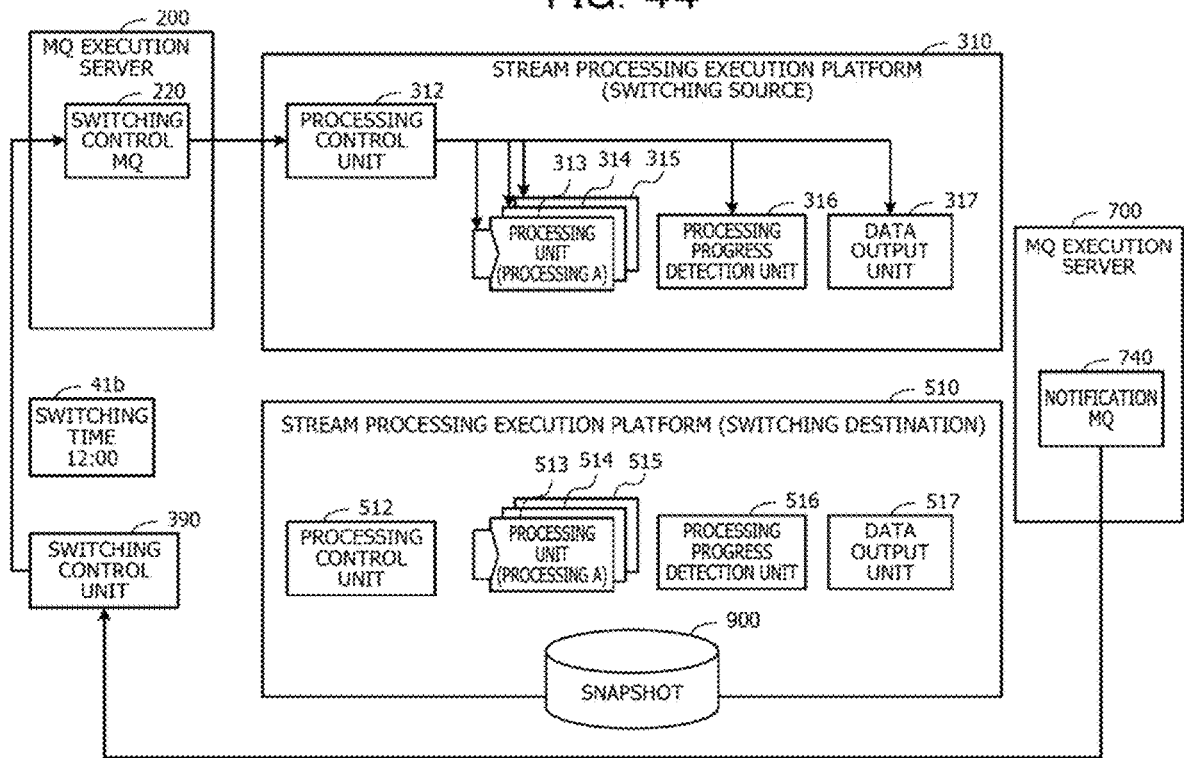 FIG. 44
200
MQ EXECUTION
SERVER
220
SWITCHING
CONTROL
MQ
310
STREAM PROCESSING EXECUTION PLATFORM
(SWITCHING SOURCE)
312
PROCESSING
CONTROL
UNIT
313
314
315
PROCESSING
UNIT
(PROCESSING A)
316
PROCESSING
PROGRESS
DETECTION UNIT
317
DATA
OUTPUT
UNIT
700
MQ EXECUTION
SERVER
740
NOTIFICATION
MQ
41b
SWITCHING
TIME
12:00
390
SWITCHING
CONTROL
UNIT
510
STREAM PROCESSING EXECUTION PLATFORM (SWITCHING DESTINATION)
512
PROCESSING
CONTROL
UNIT
513
514
515
PROCESSING
UNIT
(PROCESSING A)
516
PROCESSING
PROGRESS
DETECTION UNIT
517
DATA
OUTPUT
UNIT
900
SNAPSHOT